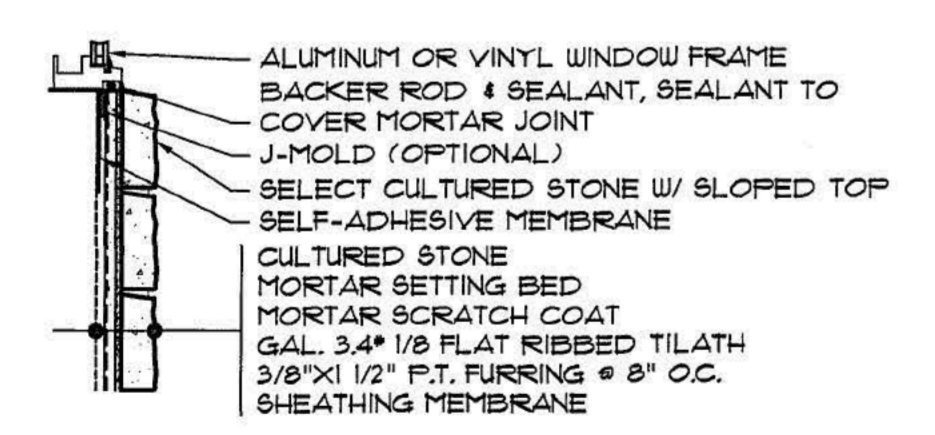 ALUMINUM OR VINYL WINDOW FRAME
BACKER ROD & SEALANT, SEALANT TO
COVER MORTAR JOINT
J-MOLD (OPTIONAL)
SELECT CULTURED STONE W/ SLOPED TOP
SELF-ADHESIVE MEMBRANE
CULTURED STONE
MORTAR SETTING BED
MORTAR SCRATCH COAT
GAL. 3.4# 1/8 FLAT RIBBED TILATH
3/8"X1 1/2" P.T. FURRING @ 8" O.C.
SHEATHING MEMBRANE